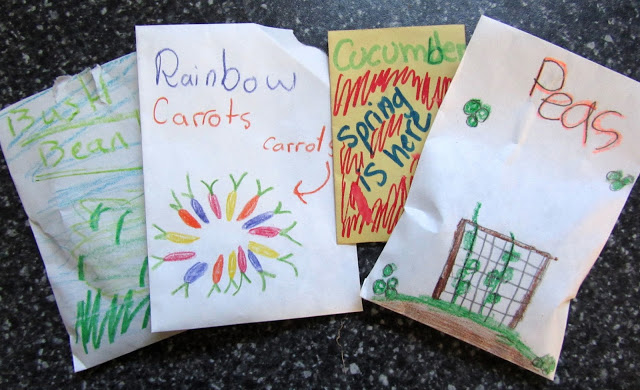 Bush
Bean
Rainbow
Carrots
carrots
Cucumber
Spring
is here
Peas